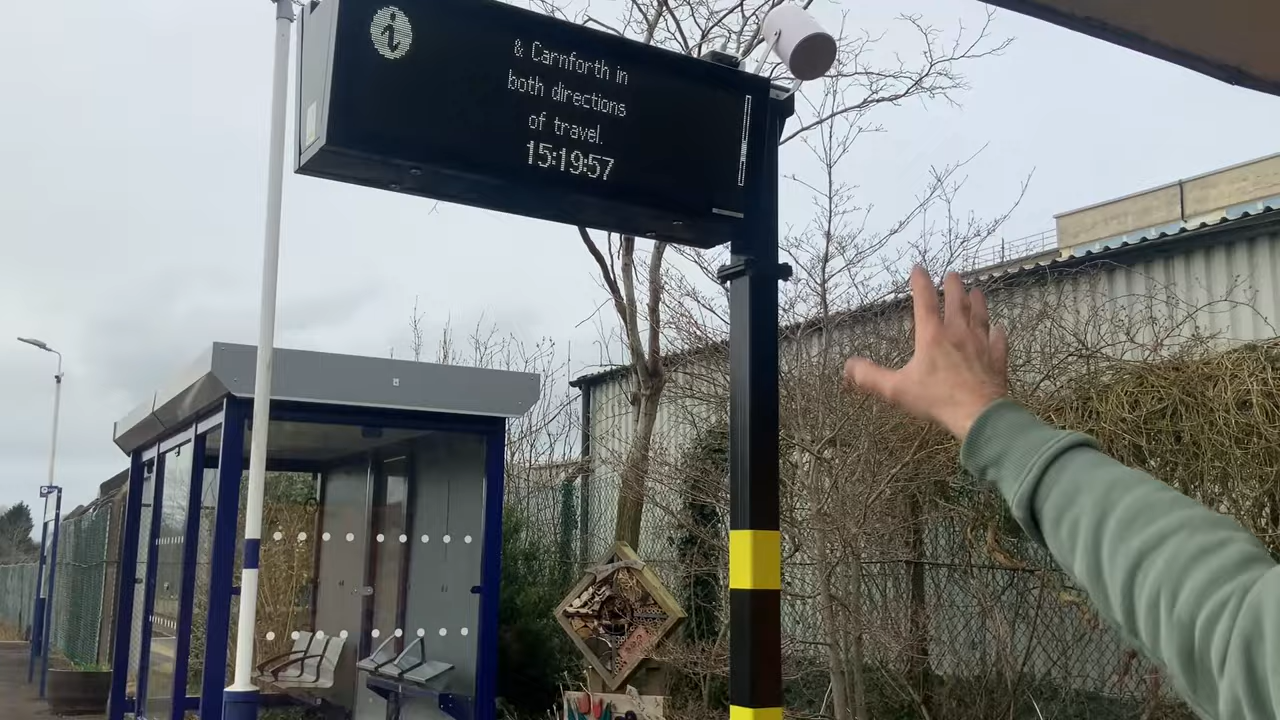 i
& Carnforth in
both directions
of travel.
15:19:57